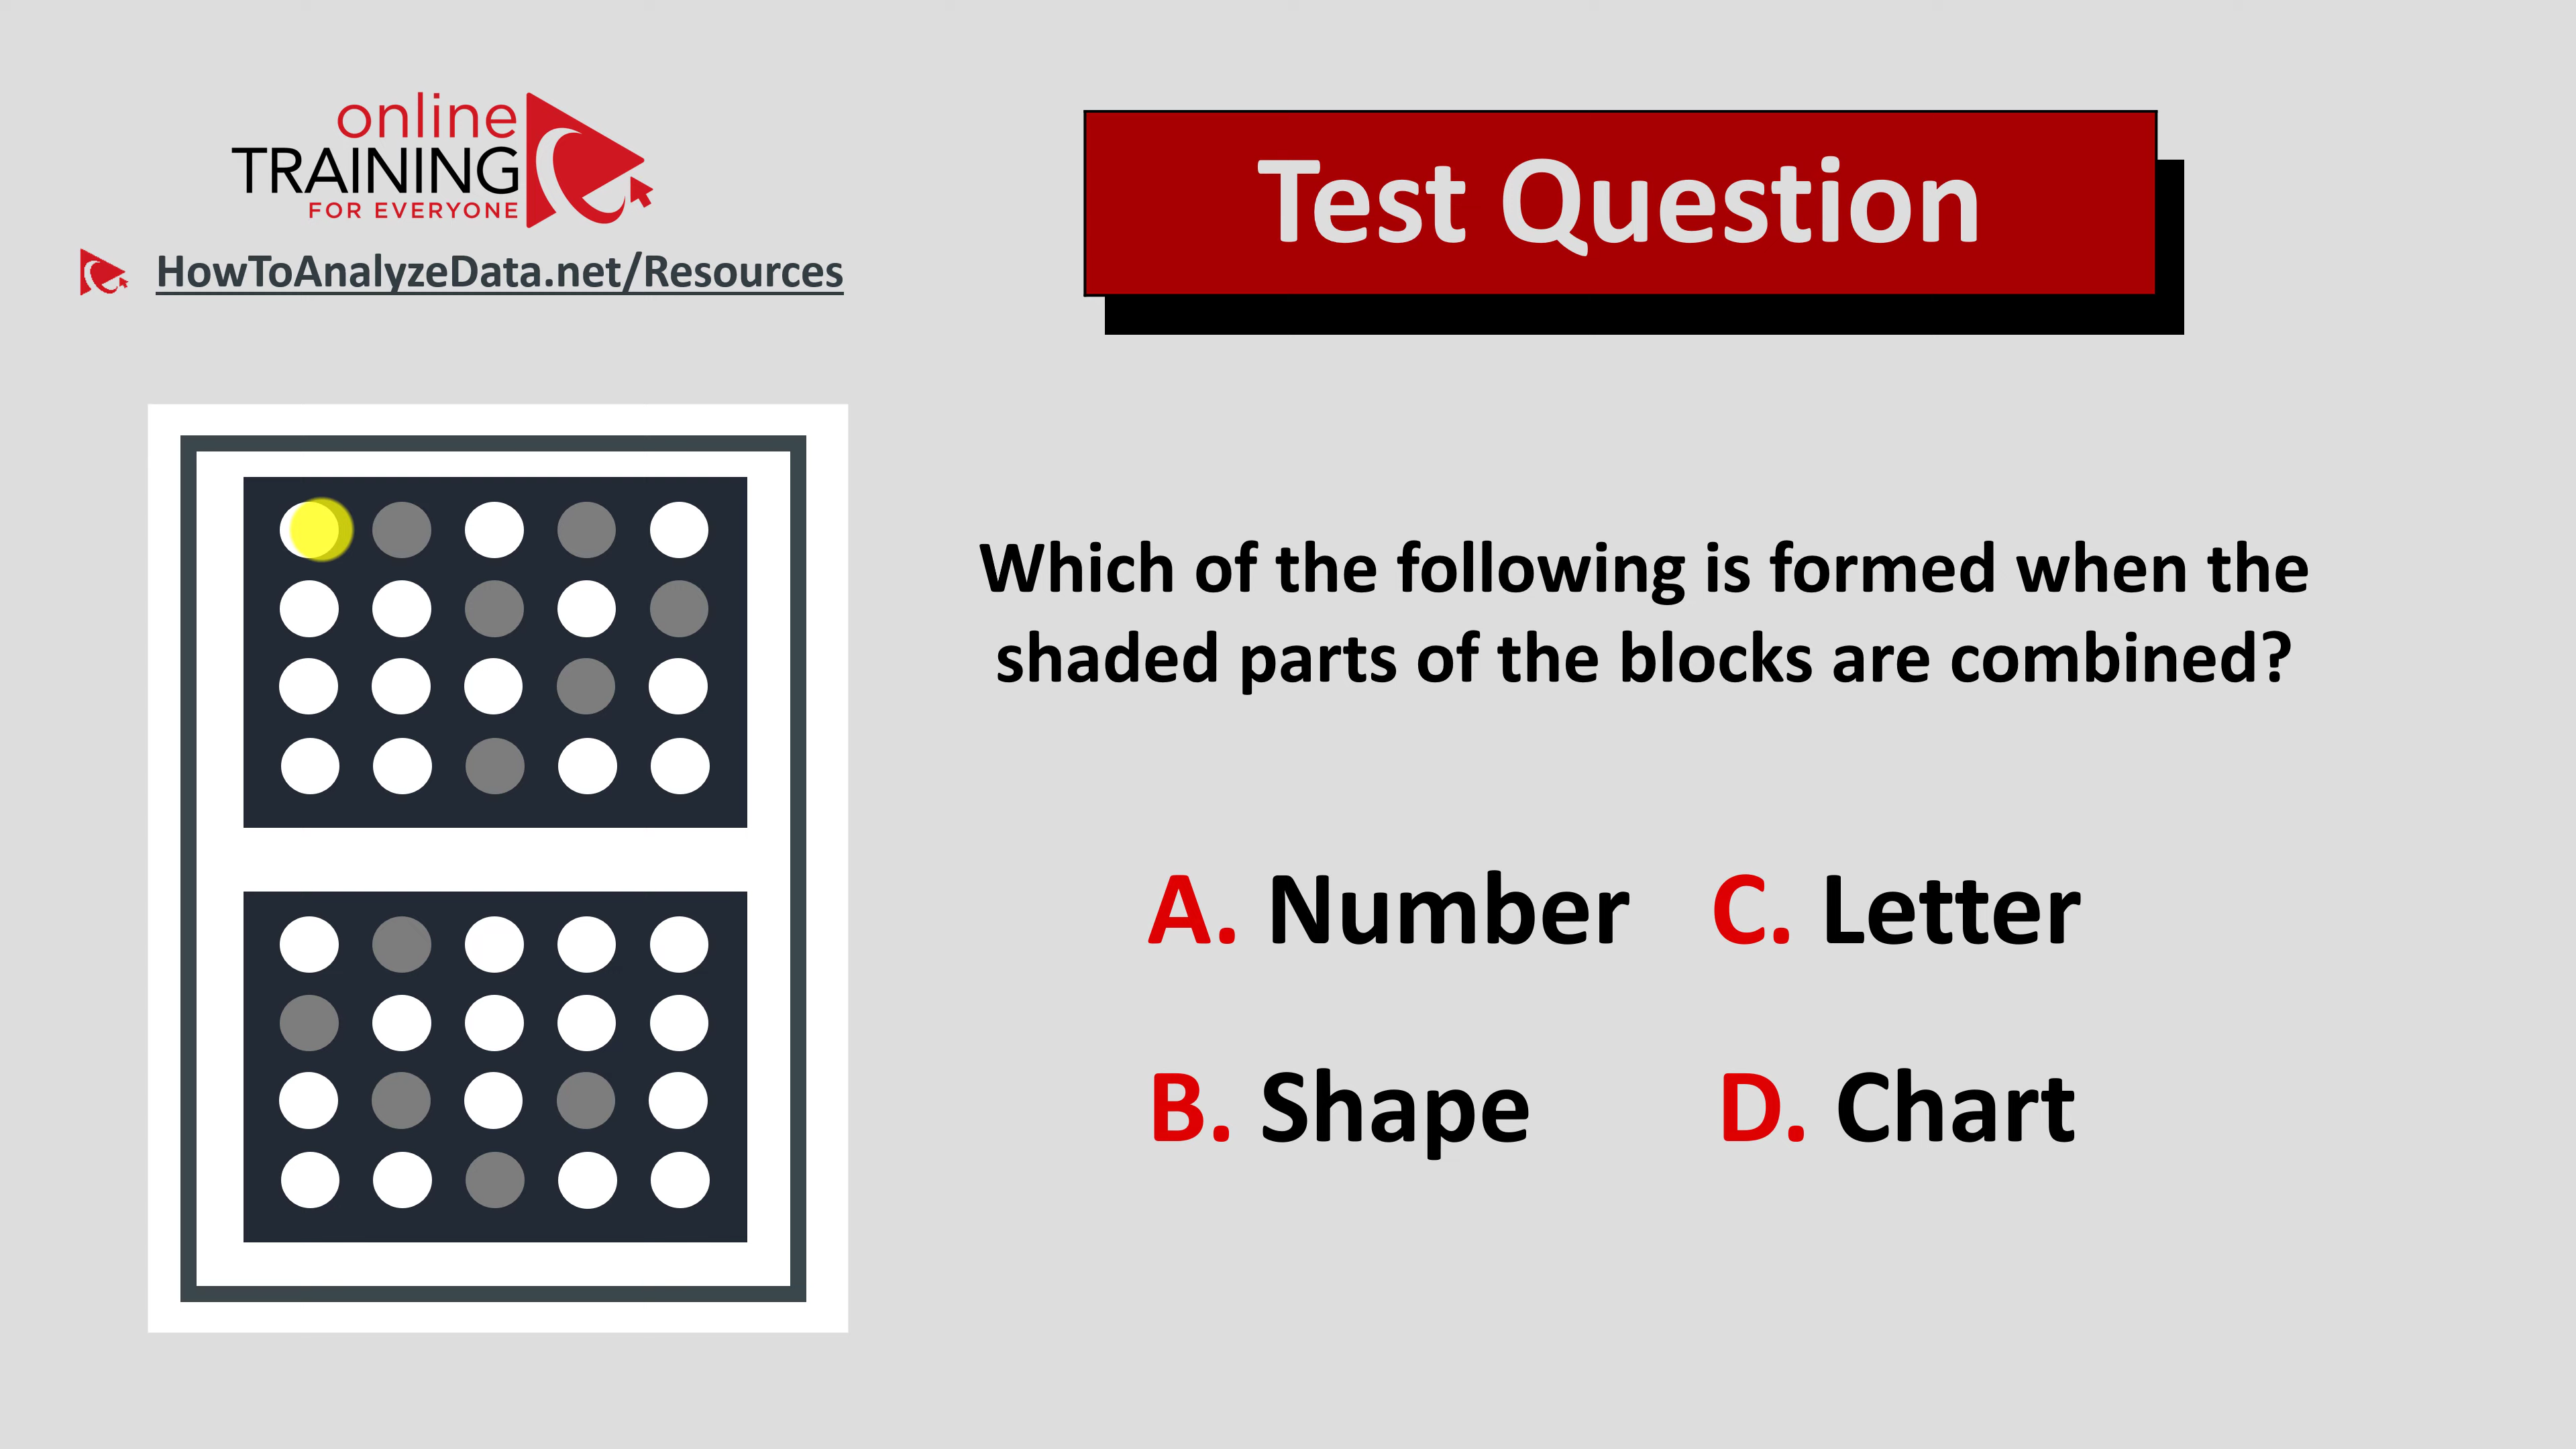 online
TRAINING
FOR EVERYONE
HowToAnalyzeData.net/Resources
Test Question
Which of the following is formed when the
shaded parts of the blocks are combined?
A. Number
C. Letter
B. Shape
D. Chart